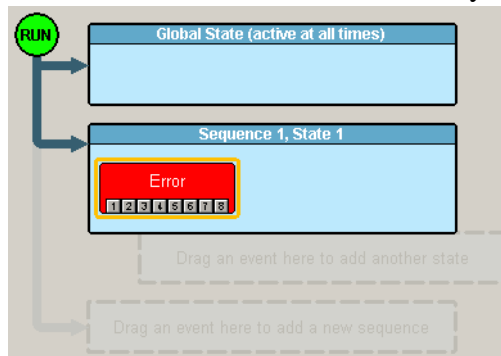 RUN
Global State (active at all times)
Sequence 1, State 1
Error
1 2 3 4 5 6 7 8
Drag an event here to add another state
Drag an event here to add a new sequence